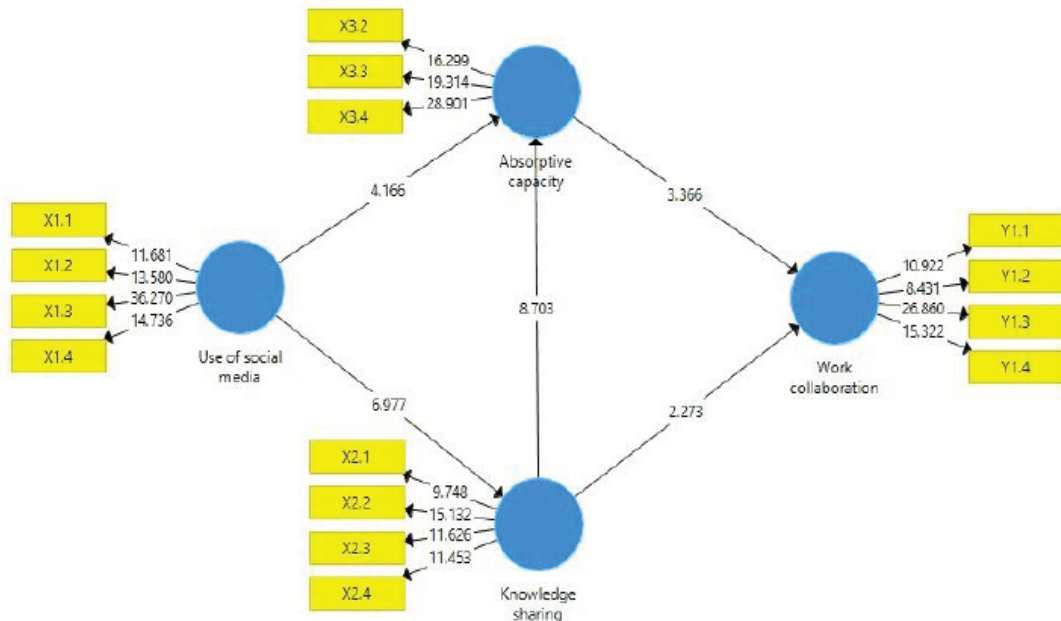 X3.2
16.299
X3.3
19.314
X3.4
28.901
Absorptive
capacity
4.166
3.366
X1.1
11.681
X1.2
13.580
X1.3
36.270
X1.4
14.736
Use of social
media
8.703
Y1.1
10.922
Y1.2
8.431
Y1.3
26.860
Y1.4
15.322
Work
collaboration
6.977
2.273
X2.1
9.748
X2.2
15.132
X2.3
11.626
X2.4
11.453
Knowledge
sharing